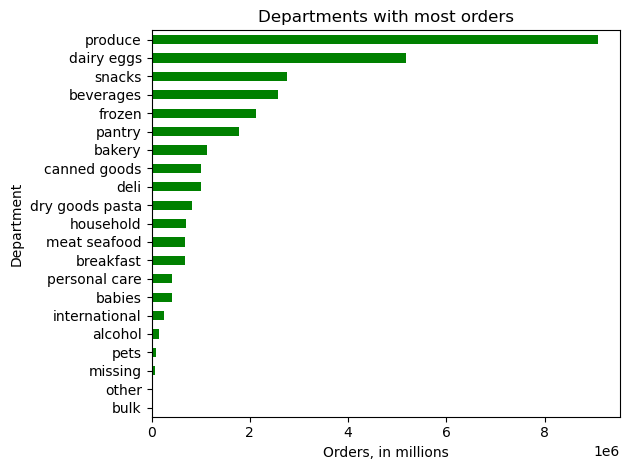 Departments with most orders
produce
dairy eggs
snacks
beverages
frozen
pantry
bakery
canned goods
deli
dry goods pasta
household
meat seafood
breakfast
personal care
babies
international
alcohol
pets
missing
other
bulk
Department
0 2 4 6 8
1e6
Orders, in millions